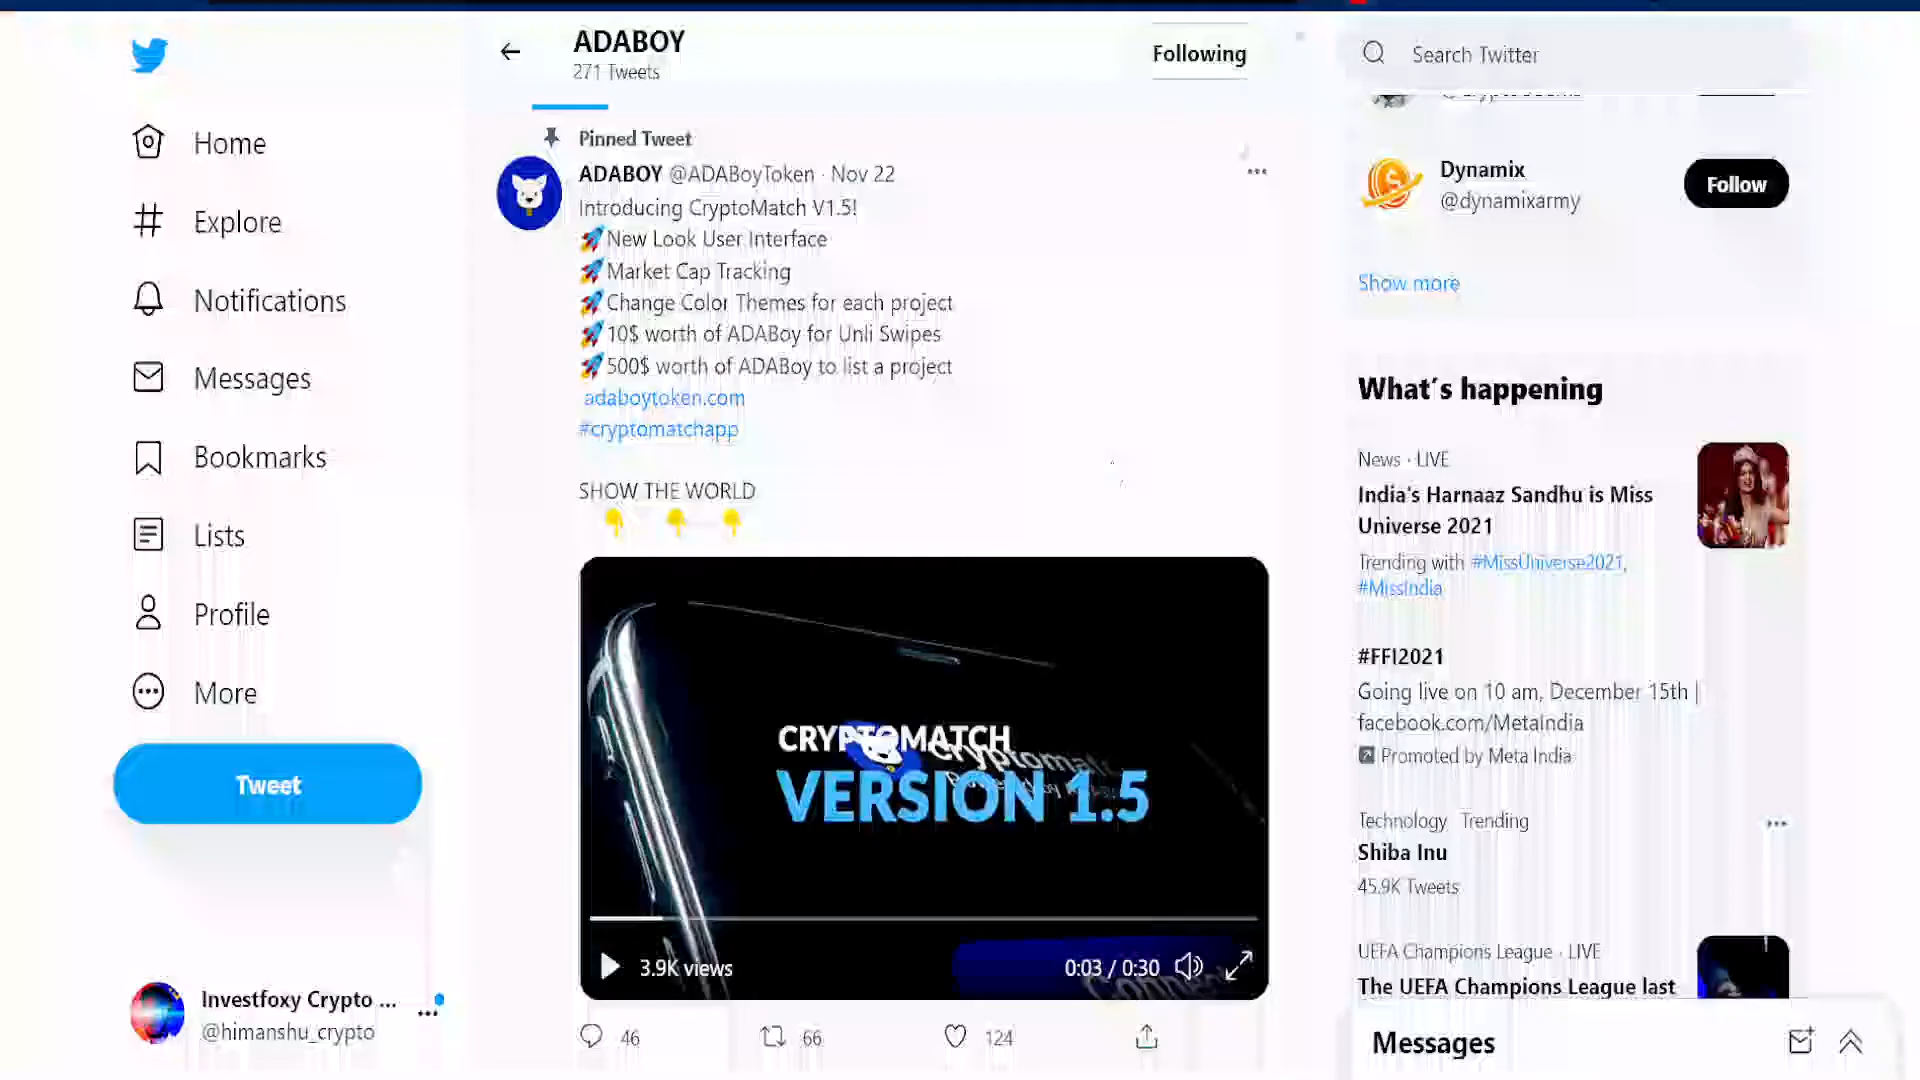 Home
Explore
Notifications
Messages
Bookmarks
Lists
Profile
More
Tweet
Investfoxy Crypto ...
@himanshu_crypto
ADABOY
271 Tweets
Following
Pinned Tweet
ADABOY @ADABoyToken · Nov 22
Introducing CryptoMatch V1.5!
🚀New Look User Interface
🚀Market Cap Tracking
🚀Change Color Themes for each project
🚀10$ worth of ADABoy for Unli Swipes
🚀500$ worth of ADABoy to list a project
adaboytoken.com
#cryptomatchapp
SHOW THE WORLD
👇 👇 👇
CRYPTOMATCH
VERSION 1.5
3.9K views
0:03 / 0:30
46
66
124
Search Twitter
Dynamix
@dynamixarmy
Follow
Show more
What's happening
News · LIVE
India's Harnaaz Sandhu is Miss
Universe 2021
Trending with #MissUniverse2021,
#MissIndia
#FFI2021
Going live on 10 am, December 15th |
facebook.com/MetaIndia
Promoted by Meta India
Technology Trending
Shiba Inu
45.9K Tweets
UEFA Champions League · LIVE
The UEFA Champions League last
Messages